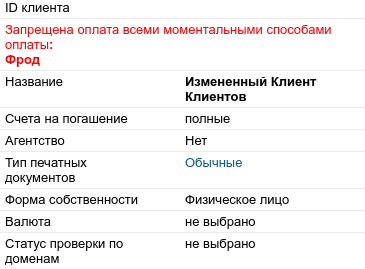 ID клиента
Запрещена оплата всеми моментальными способами
оплаты:
Фрод
Название Измененный Клиент
Клиентов
Счета на погашение полные
Агентство Нет
Тип печатных Обычные
документов
Форма собственности Физическое лицо
Валюта не выбрано
Статус проверки по не выбрано
доменам